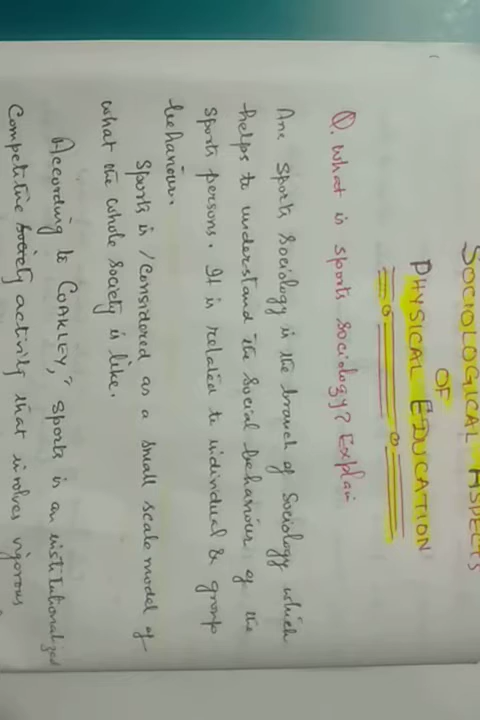 SOCIOLOGICAL ASPECTS
OF
PHYSICAL EDUCATION
Q. What is sports sociology? Explain
Ans Sports Sociology is the branch of Sociology which
helps to understand the social behaviour of the
sports persons. It is related to individual & group
behaviour.
Sports is / considered as a small scale model of
what the whole society is like.
According to COAKLEY, "Sports is an institutionalized
Competitive society activity that involves vigorous